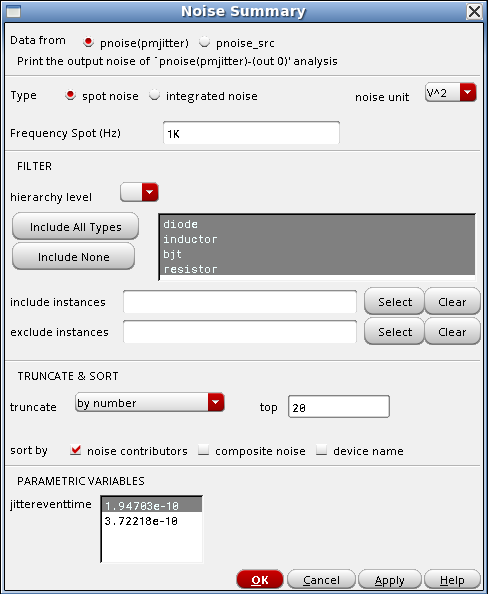 Noise Summary
Data from pnoise(pmjitter) pnoise_src
Print the output noise of `pnoise(pmjitter)-(out 0)' analysis
Type spot noise integrated noise noise unit V^2
Frequency Spot (Hz) 1K
FILTER
hierarchy level
Include All Types
Include None
diode
inductor
bjt
resistor
include instances Select Clear
exclude instances Select Clear
TRUNCATE & SORT
truncate by number top 20
sort by noise contributors composite noise device name
PARAMETRIC VARIABLES
jittereventtime 1.94703e-10
3.72218e-10
OK Cancel Apply Help